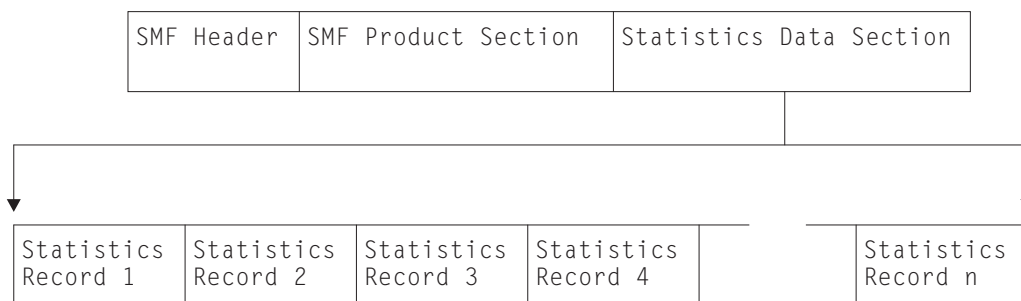 SMF Header SMF Product Section Statistics Data Section
Statistics Statistics Statistics Statistics Statistics
Record 1 Record 2 Record 3 Record 4 Record n